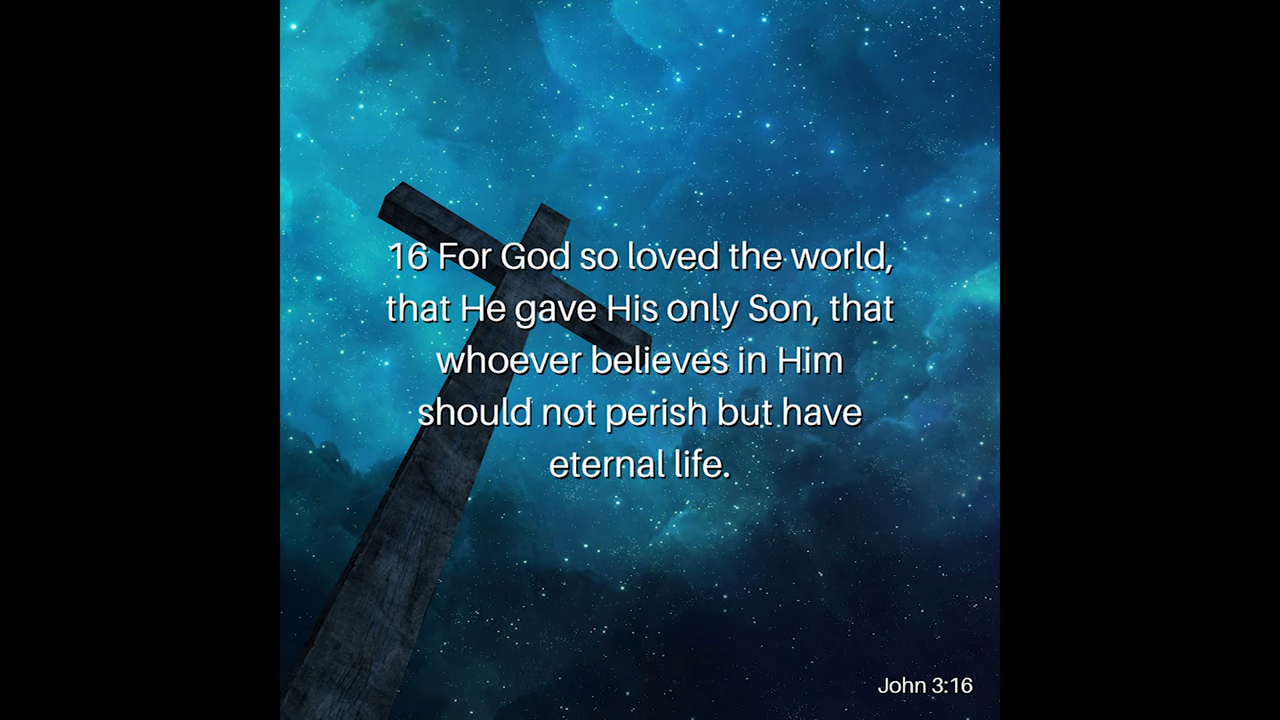 16 For God so loved the world,
that He gave His only Son, that
whoever believes in Him
should not perish but have
eternal life.
John 3:16